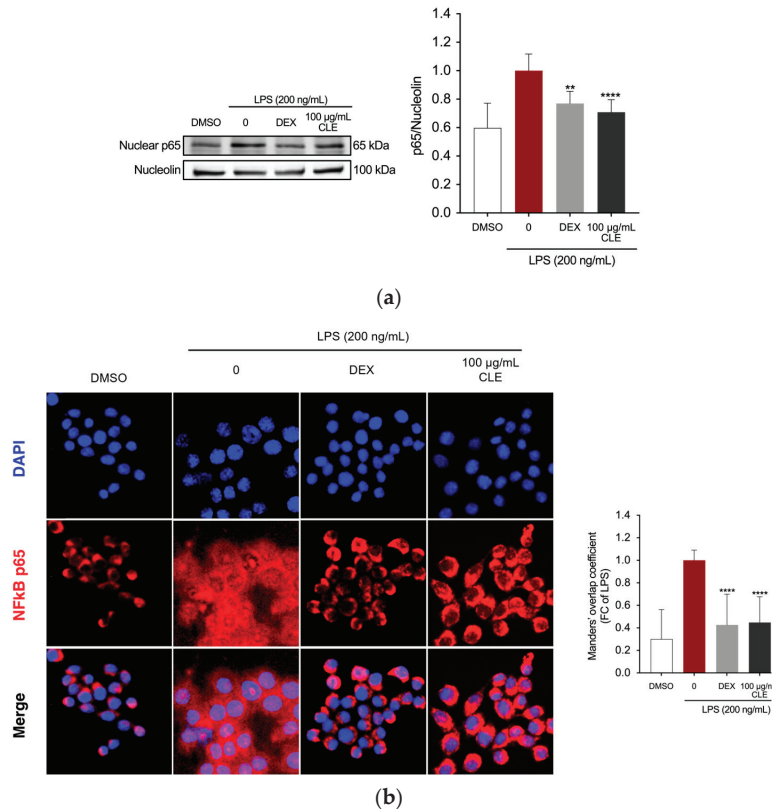 LPS (200 ng/mL)
DMSO
0
DEX
100 µg/mL
CLE
Nuclear p65
65 kDa
Nucleolin
100 kDa
p65/Nucleolin
1.4
1.2
1.0
0.8
0.6
0.4
0.2
0.0
**
****
DMSO
0
DEX
100 µg/mL
CLE
LPS (200 ng/mL)
(a)
LPS (200 ng/mL)
DMSO
0
DEX
100 µg/mL
CLE
DAPI
NFkB p65
Merge
Manders' overlap coefficient
(FC of LPS)
1.4
1.2
1.0
0.8
0.6
0.4
0.2
0.0
****
****
DMSO
0
DEX
100 µg/n
CLE
LPS (200 ng/mL)
(b)